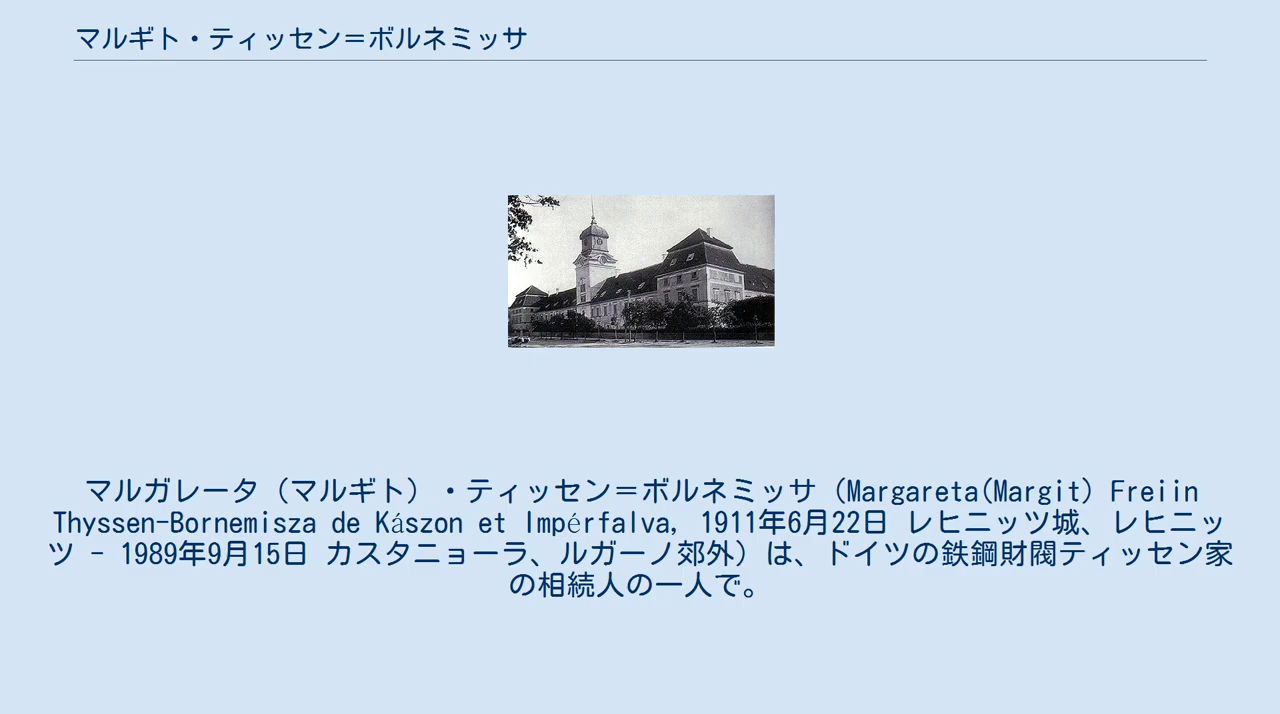 マルギト・ティッセン＝ボルネミッサ
マルガレータ（マルギト）・ティッセン＝ボルネミッサ（Margareta(Margit) Freiin
Thyssen-Bornemisza de Kászon et Impérfalva, 1911年6月22日 レヒニッツ城、レヒニッ
ツ - 1989年9月15日 カスタニョーラ、ルガーノ郊外）は、ドイツの鉄鋼財閥ティッセン家
の相続人の一人で。